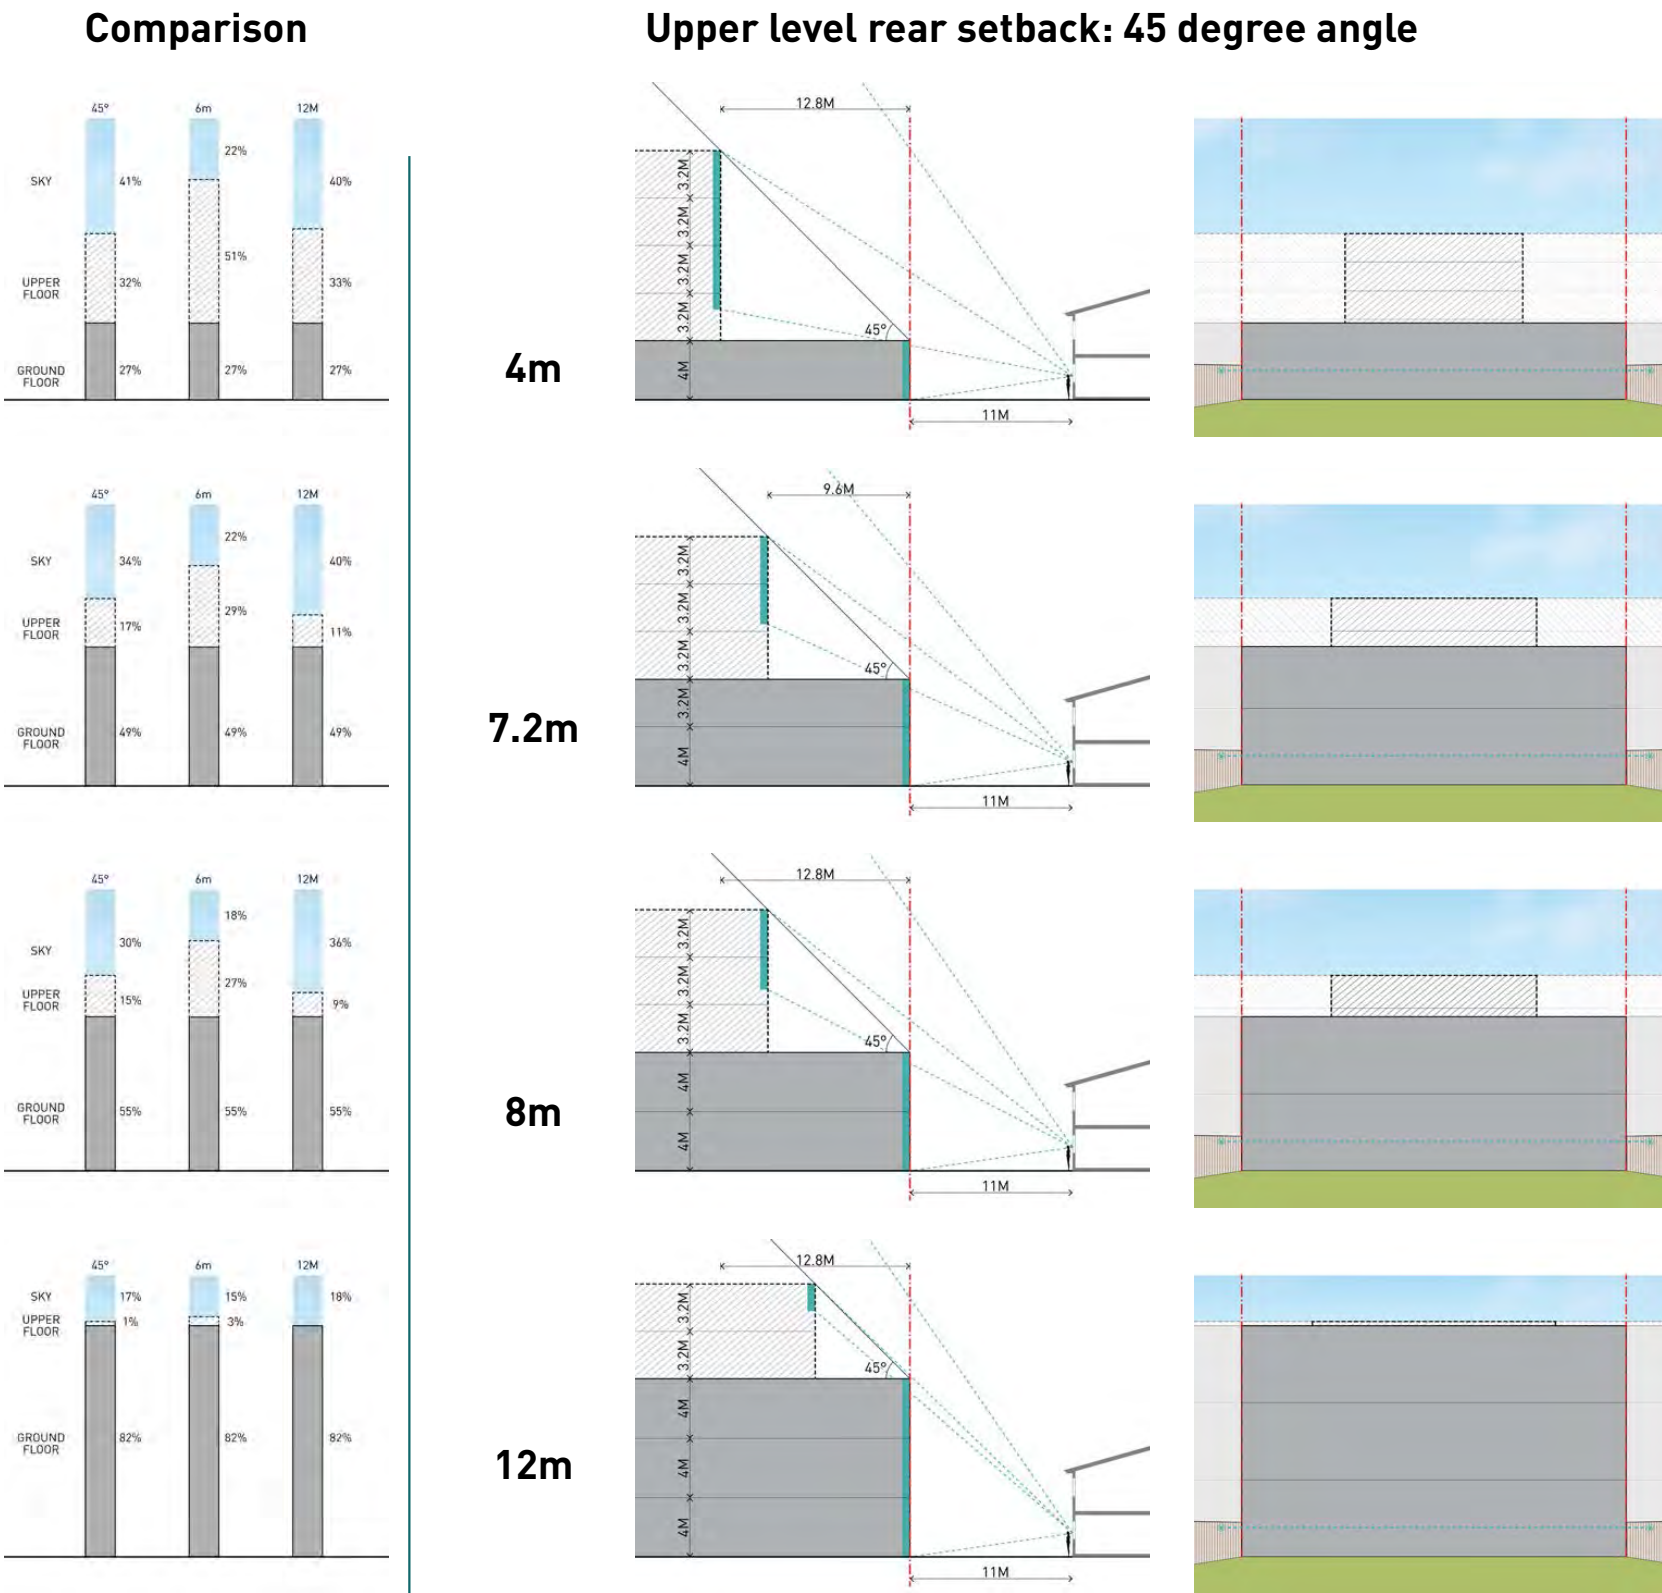 Comparison
Upper level rear setback: 45 degree angle
45°
6m
12M
SKY
41%
22%
40%
UPPER
FLOOR
32%
51%
33%
GROUND
FLOOR
27%
27%
27%
4m
12.8M
3.2M
3.2M
3.2M
3.2M
4M
45°
11M
45°
6m
12M
SKY
34%
22%
40%
UPPER
FLOOR
17%
29%
11%
GROUND
FLOOR
49%
49%
49%
7.2m
9.6M
3.2M
3.2M
3.2M
3.2M
4M
45°
11M
45°
6m
12M
SKY
30%
18%
36%
UPPER
FLOOR
15%
27%
9%
GROUND
FLOOR
55%
55%
55%
8m
12.8M
3.2M
3.2M
3.2M
4M
4M
45°
11M
45°
6m
12M
SKY
17%
15%
18%
UPPER
FLOOR
1%
3%
GROUND
FLOOR
82%
82%
82%
12m
12.8M
3.2M
3.2M
4M
4M
4M
45°
11M